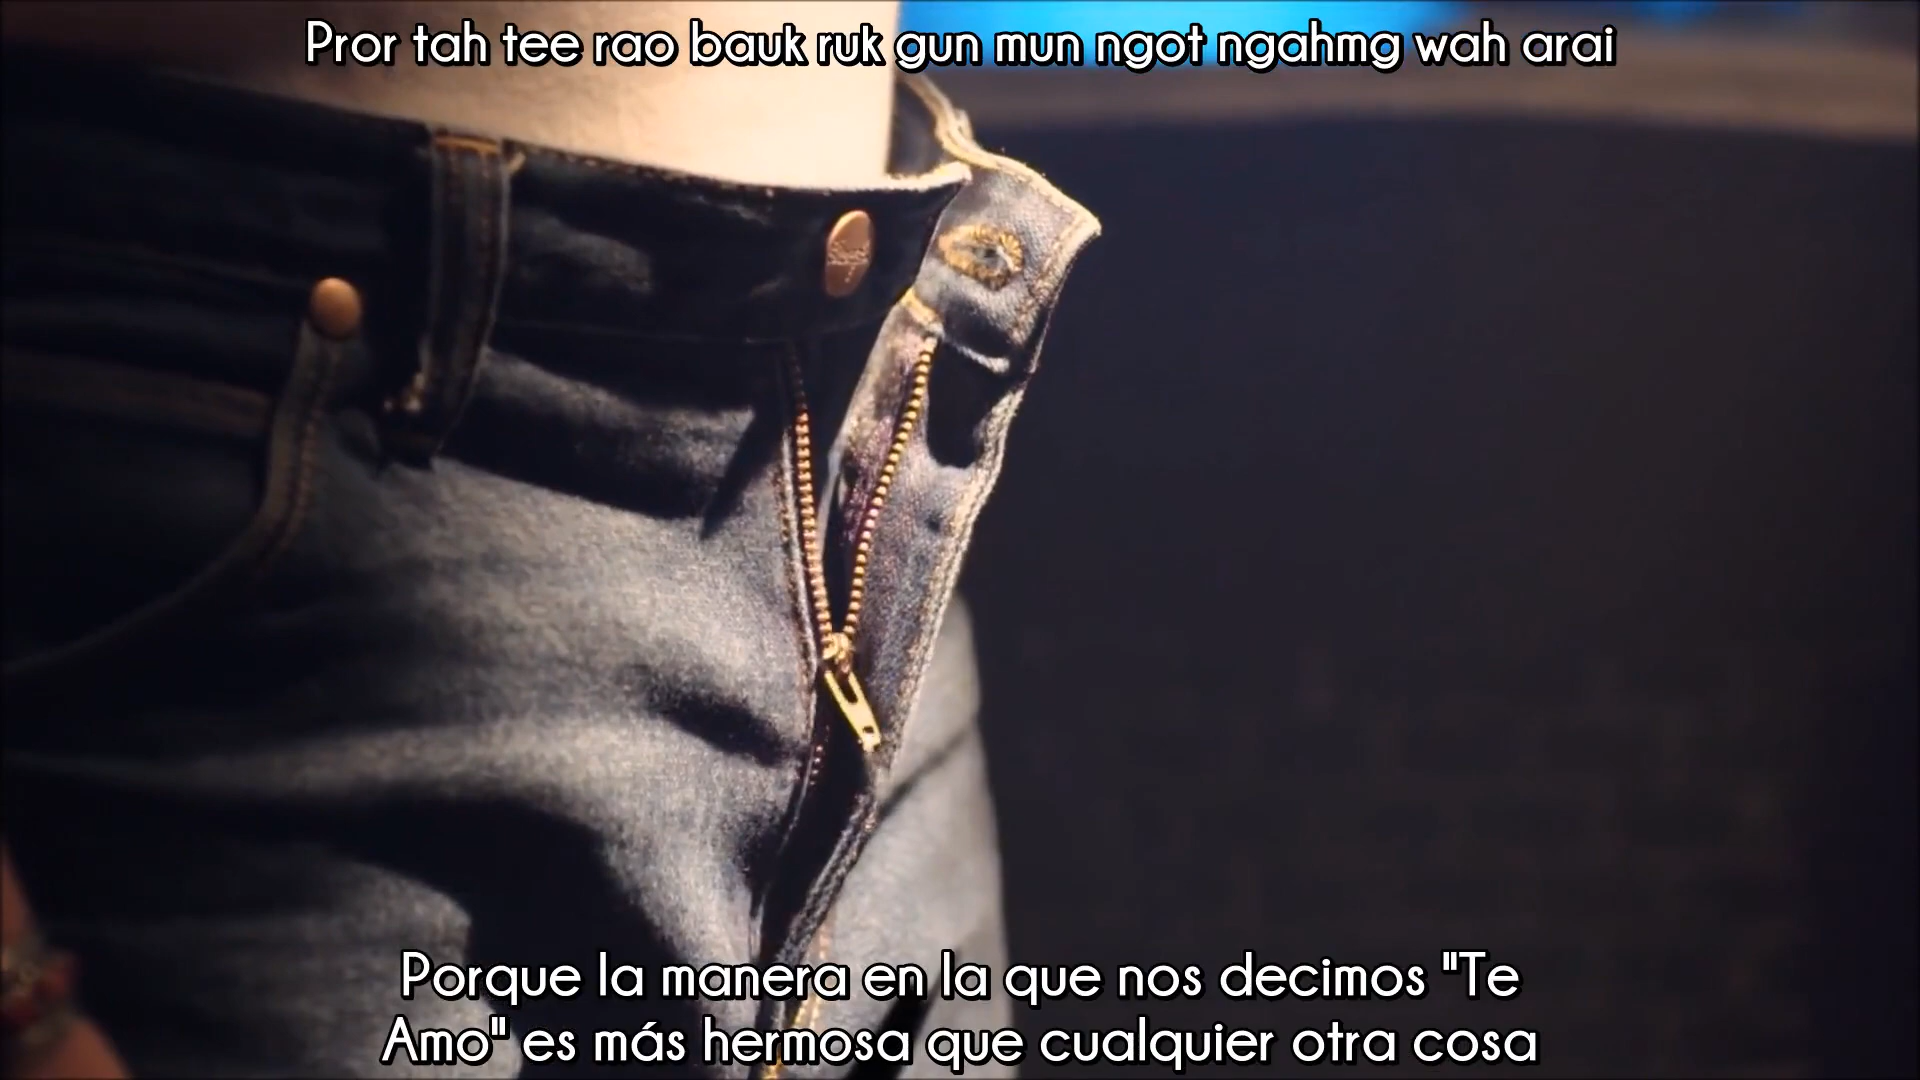 Pror tah tee rao bauk ruk gun mun ngot ngahmg wah arai
Porque la manera en la que nos decimos "Te
Amo" es más hermosa que cualquier otra cosa